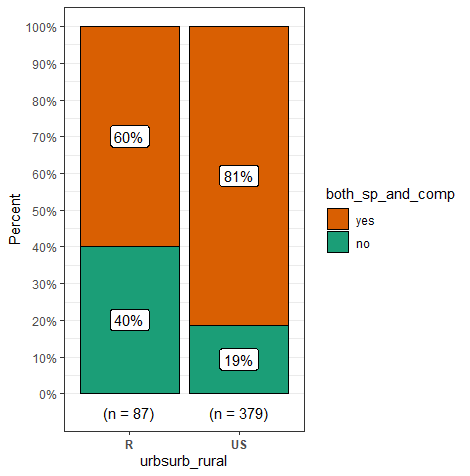 100%
90%
80%
70%
60%
50%
40%
30%
20%
10%
0%
Percent
60%
81%
40%
19%
(n = 87)
(n = 379)
R
US
urbsurb_rural
both_sp_and_comp
yes
no